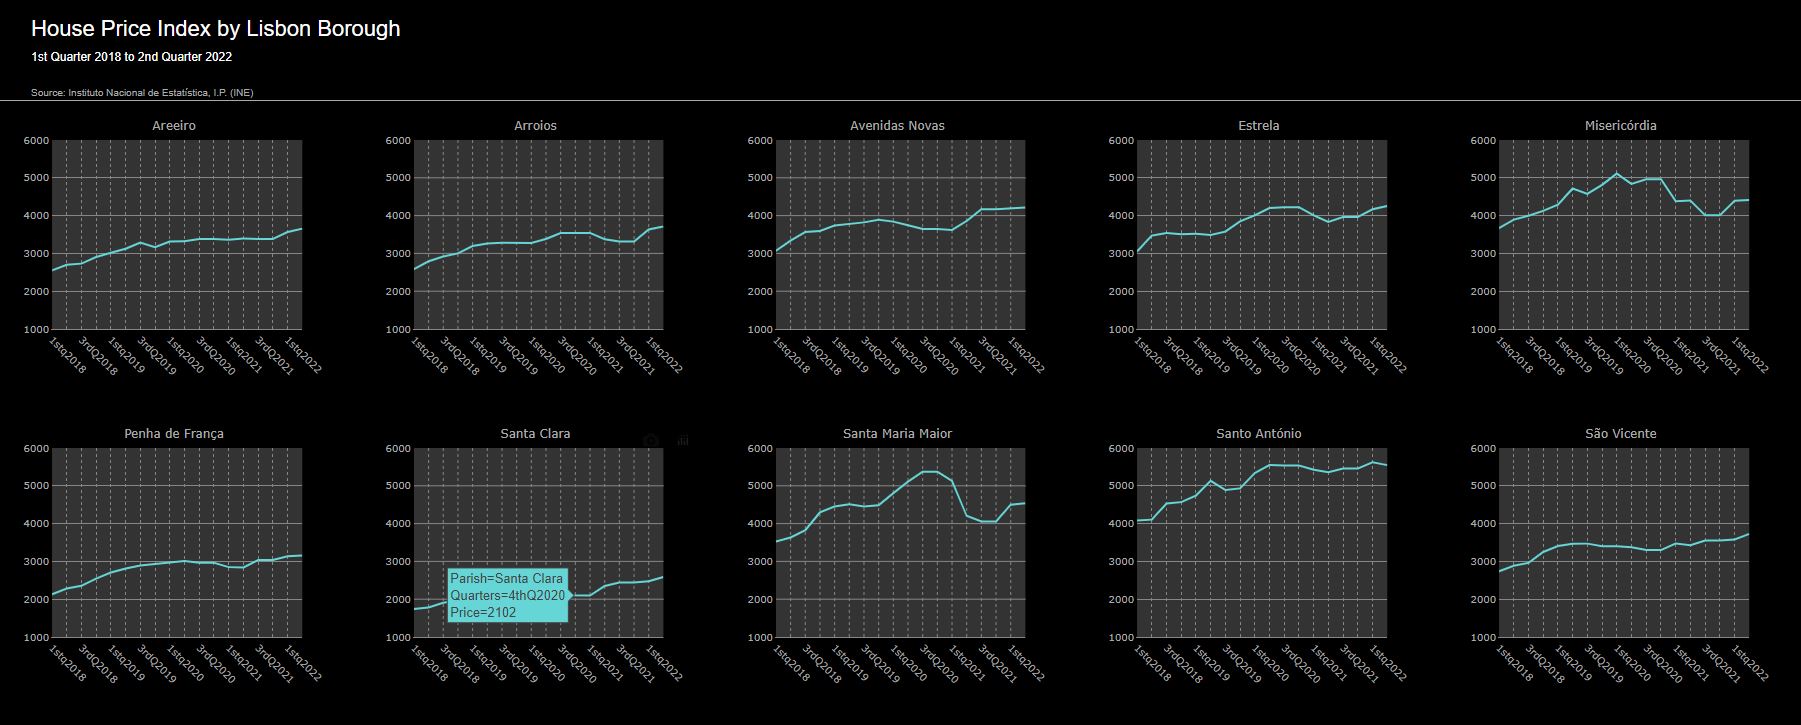 House Price Index by Lisbon Borough
1st Quarter 2018 to 2nd Quarter 2022
Source: Instituto Nacional de Estatística, I.P. (INE)
Areeiro
6000
5000
4000
3000
2000
1000
1stq2018
3rdQ2018
1stq2019
3rdQ2019
1stq2020
3rdQ2020
1stq2021
3rdQ2021
1stq2022
Arroios
6000
5000
4000
3000
2000
1000
1stq2018
3rdQ2018
1stq2019
3rdQ2019
1stq2020
3rdQ2020
1stq2021
3rdQ2021
1stq2022
Avenidas Novas
6000
5000
4000
3000
2000
1000
1stq2018
3rdQ2018
1stq2019
3rdQ2019
1stq2020
3rdQ2020
1stq2021
3rdQ2021
1stq2022
Estrela
6000
5000
4000
3000
2000
1000
1stq2018
3rdQ2018
1stq2019
3rdQ2019
1stq2020
3rdQ2020
1stq2021
3rdQ2021
1stq2022
Misericórdia
6000
5000
4000
3000
2000
1000
1stq2018
3rdQ2018
1stq2019
3rdQ2019
1stq2020
3rdQ2020
1stq2021
3rdQ2021
1stq2022
Penha de França
6000
5000
4000
3000
2000
1000
1stq2018
3rdQ2018
1stq2019
3rdQ2019
1stq2020
3rdQ2020
1stq2021
3rdQ2021
1stq2022
Santa Clara
6000
5000
4000
3000
2000
1000
Parish=Santa Clara
Quarters=4thQ2020
Price=2102
1stq2018
3rdQ2018
1stq2019
3rdQ2019
1stq2020
3rdQ2020
1stq2021
3rdQ2021
1stq2022
Santa Maria Maior
6000
5000
4000
3000
2000
1000
1stq2018
3rdQ2018
1stq2019
3rdQ2019
1stq2020
3rdQ2020
1stq2021
3rdQ2021
1stq2022
Santo António
6000
5000
4000
3000
2000
1000
1stq2018
3rdQ2018
1stq2019
3rdQ2019
1stq2020
3rdQ2020
1stq2021
3rdQ2021
1stq2022
São Vicente
6000
5000
4000
3000
2000
1000
1stq2018
3rdQ2018
1stq2019
3rdQ2019
1stq2020
3rdQ2020
1stq2021
3rdQ2021
1stq2022